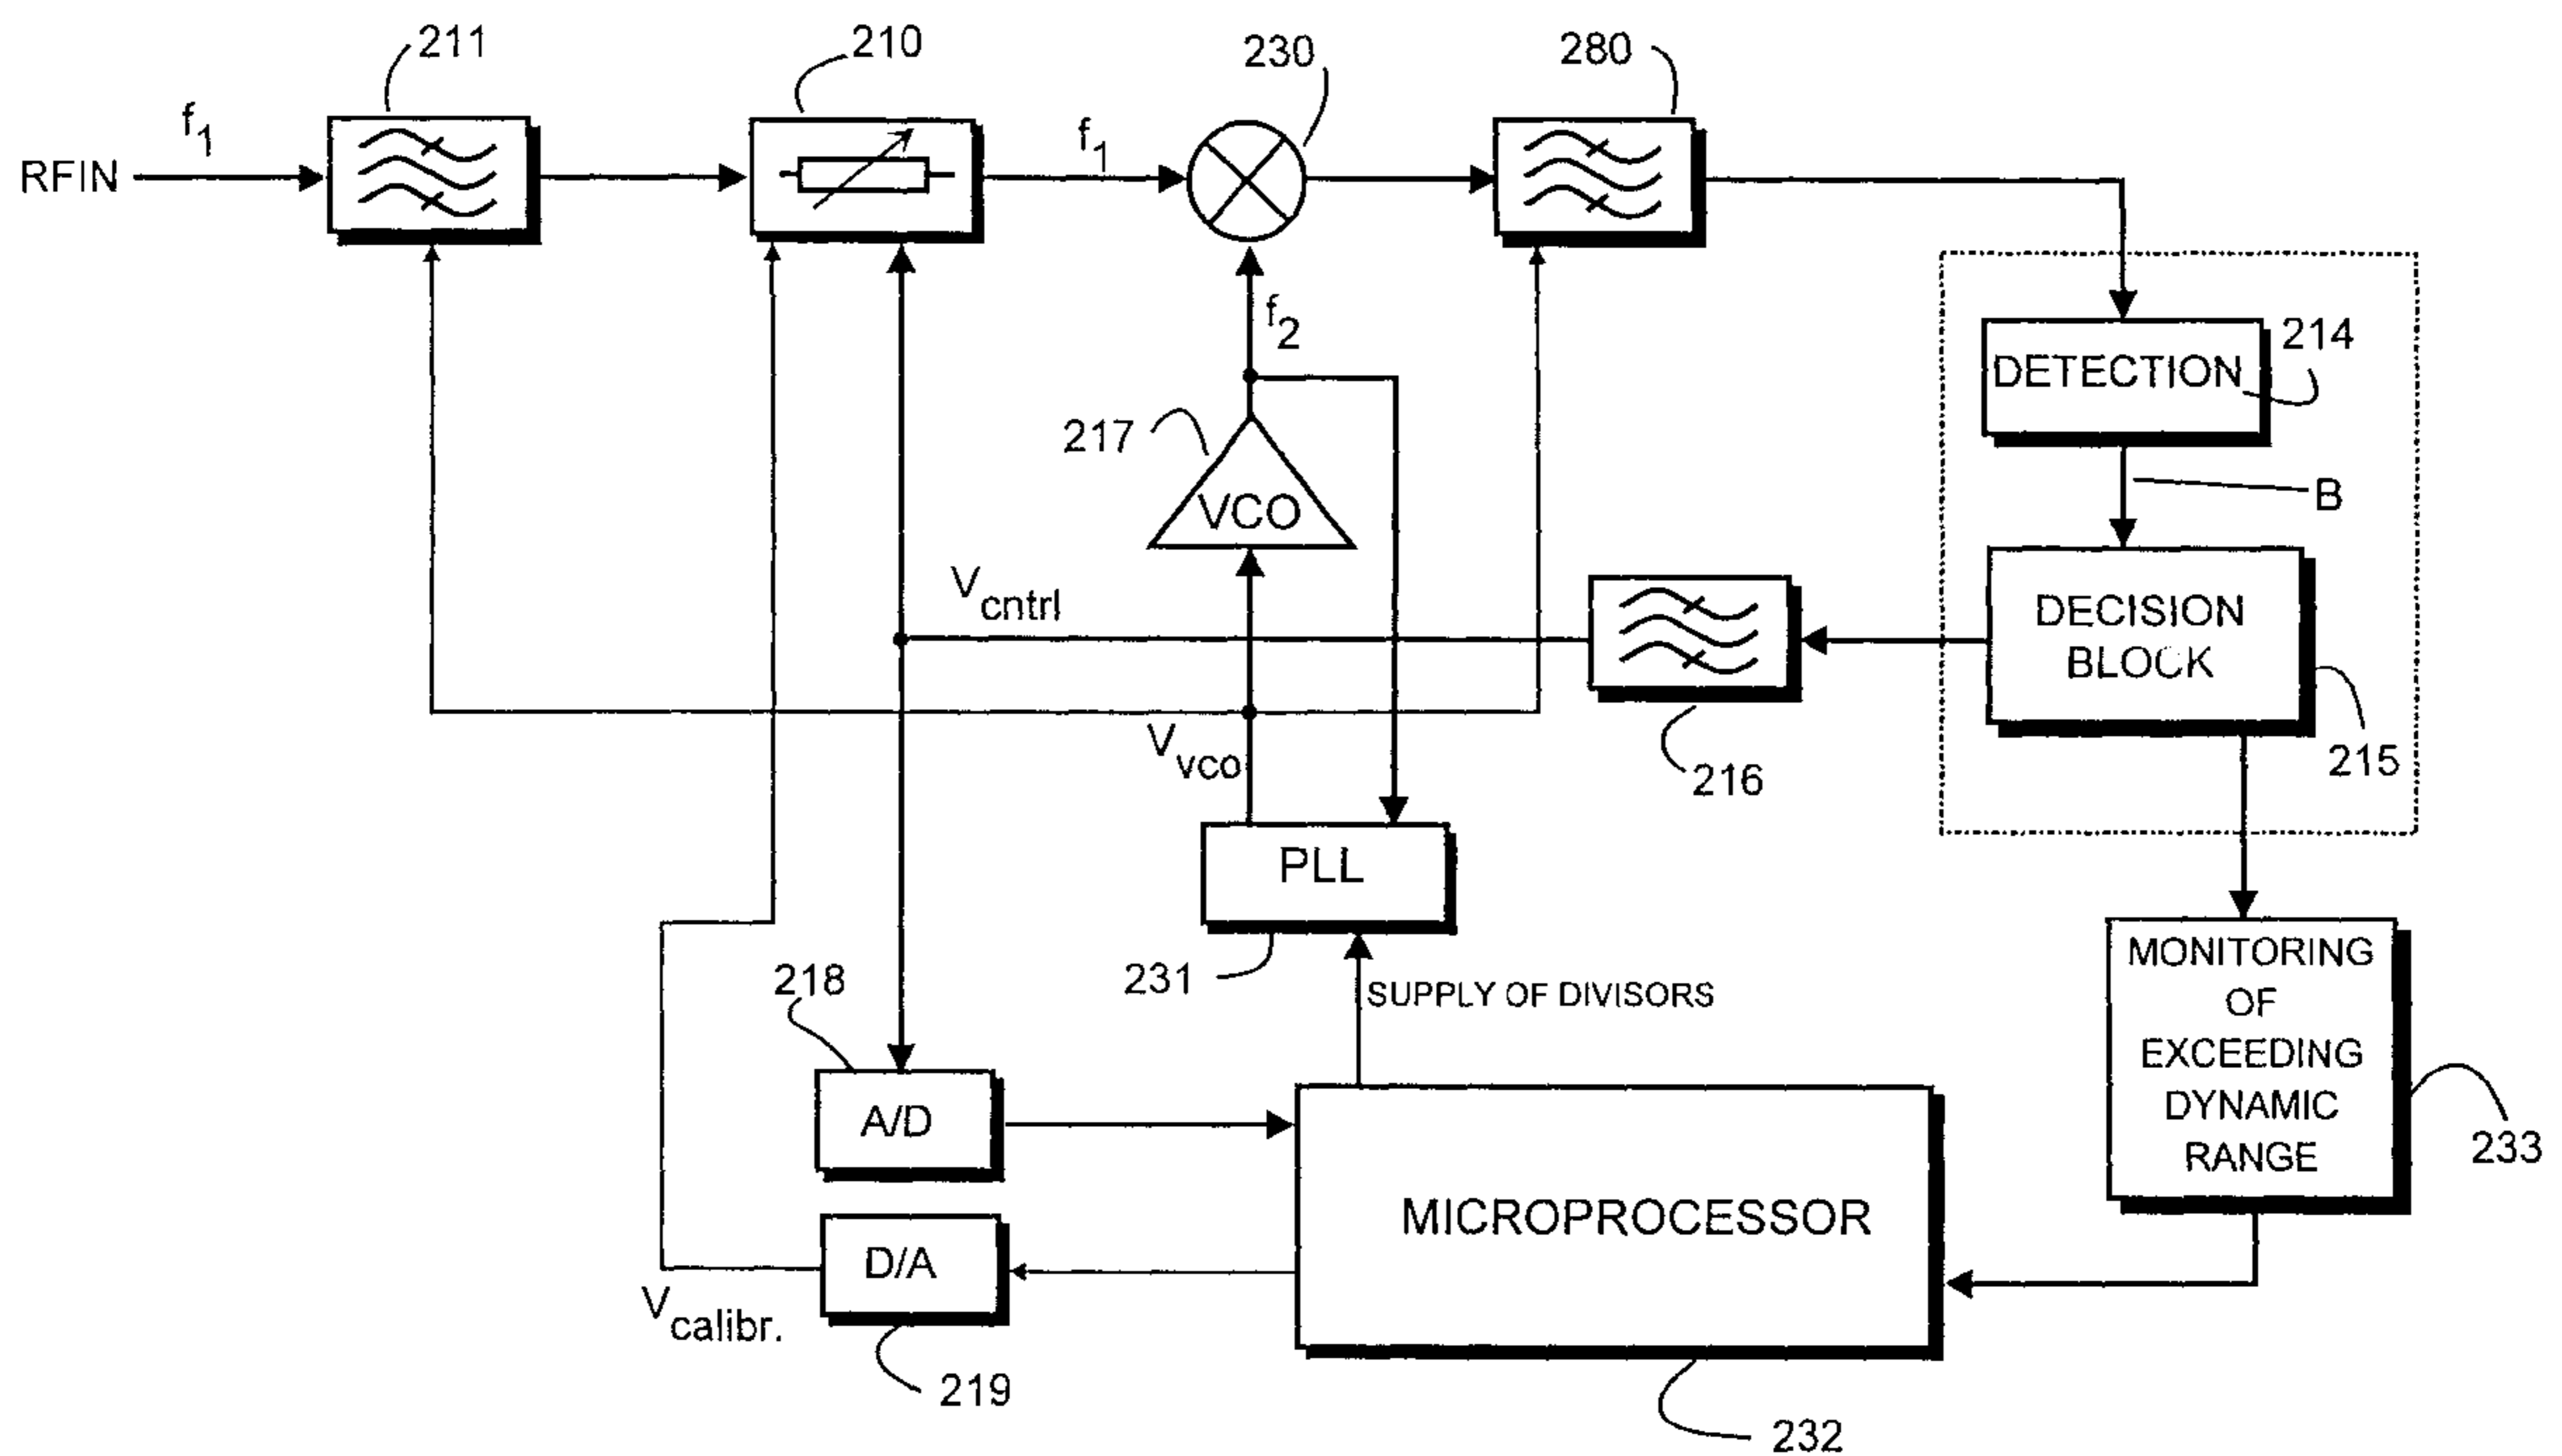 211
210
230
280
f1
RFIN
f1
f2
214
DETECTION
217
VCO
B
Vcntrl
DECISION
BLOCK
215
216
Vvco
PLL
231
SUPPLY OF DIVISORS
218
A/D
MONITORING
OF
EXCEEDING
DYNAMIC
RANGE
233
MICROPROCESSOR
D/A
Vcalibr.
219
232